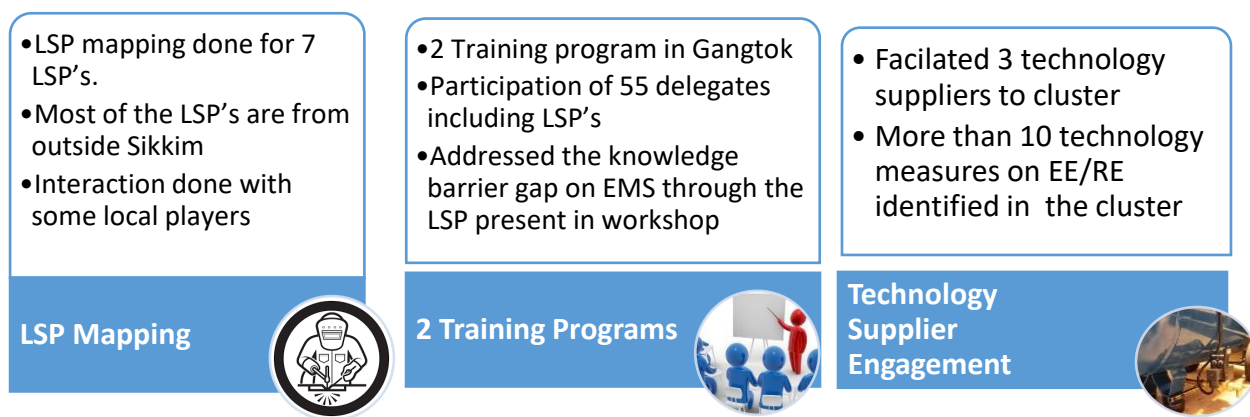 •LSP mapping done for 7
LSP's.
•Most of the LSP's are from
outside Sikkim
•Interaction done with
some local players
LSP Mapping
•2 Training program in Gangtok
•Participation of 55 delegates
including LSP's
•Addressed the knowledge
barrier gap on EMS through the
LSP present in workshop
2 Training Programs
• Facilated 3 technology
suppliers to cluster
• More than 10 technology
measures on EE/RE
identified in the cluster
Technology
Supplier
Engagement